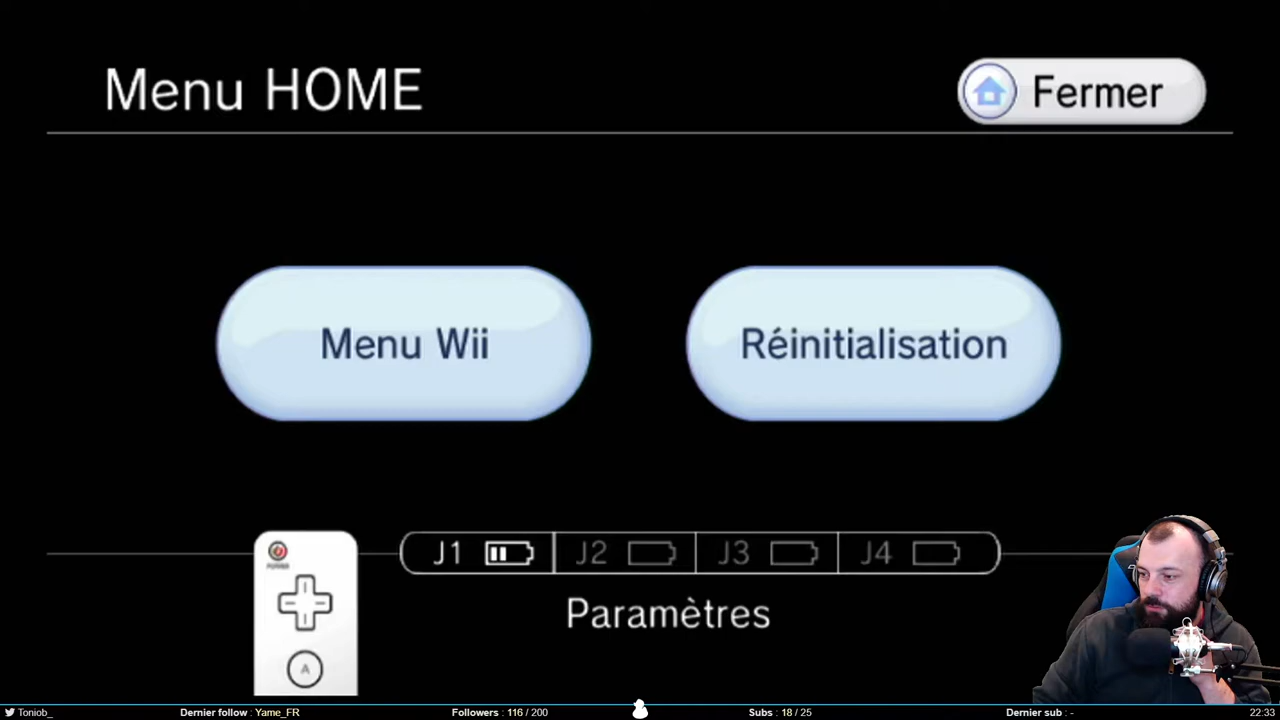 Menu HOME
Fermer
Menu Wii
Réinitialisation
J1 J2 J3 J4
POWER
Paramètres
A
Toniob_ Dernier follow : Yame_FR Followers : 116 / 200 Subs : 18 / 25 Dernier sub : - 22:33